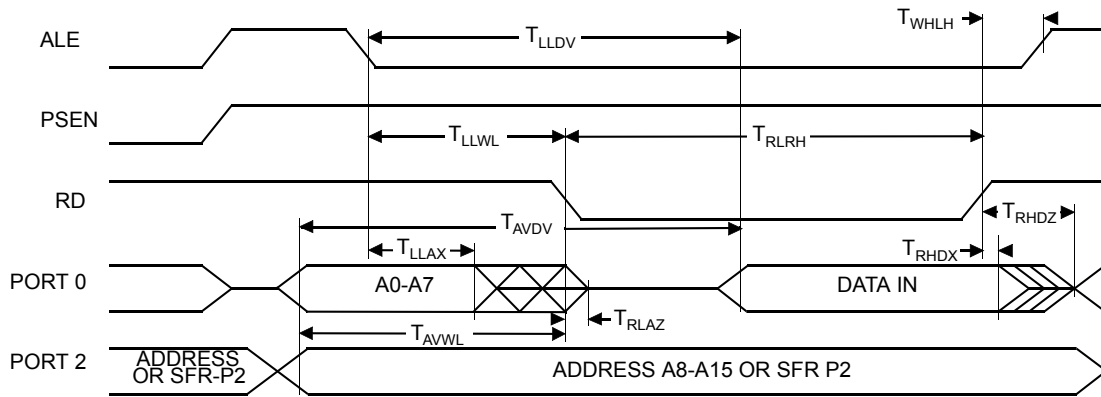 ALE
T_LLDV
T_WHLH
PSEN
T_LLWL
T_RLRH
RD
T_AVDV
T_LLAX
T_RHDZ
T_RHDX
PORT 0
A0-A7
DATA IN
T_RLAZ
T_AVWL
PORT 2
ADDRESS
OR SFR-P2
ADDRESS A8-A15 OR SFR P2